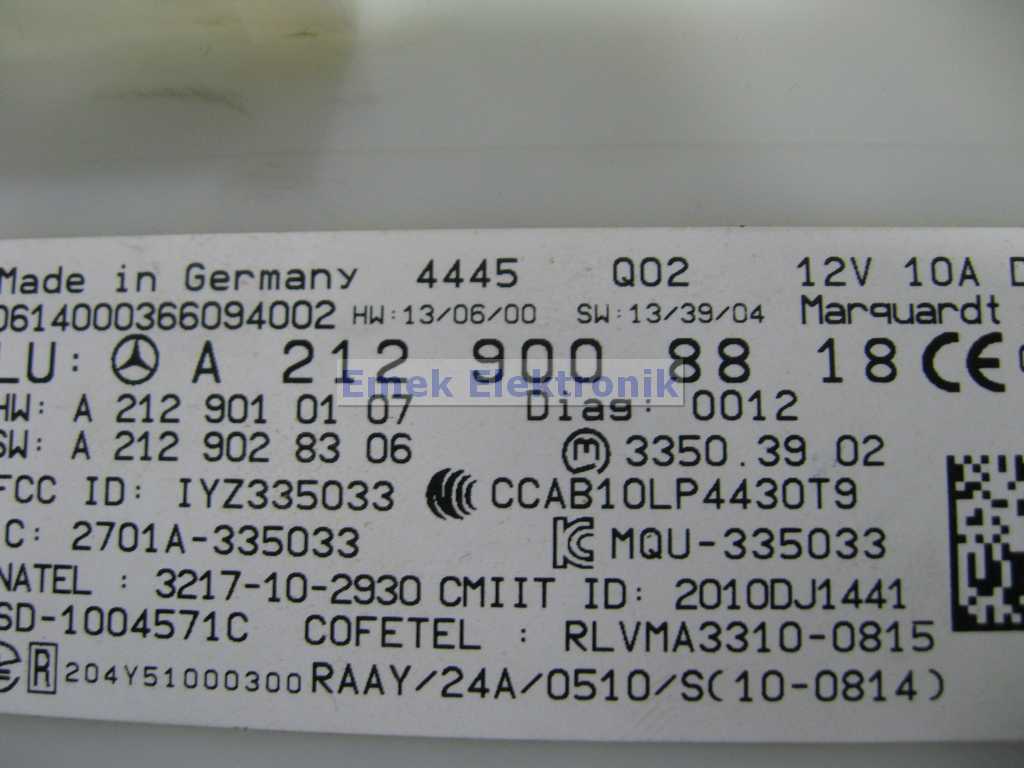 Made in Germany 4445 Q02 12V 10A D
0614000366094002 HW:13/06/00 SW:13/39/04 Marquardt
LU: A 212 900 88 18 CE
Emek Elektronik
HW: A 212 901 01 07 Diag: 0012
SW: A 212 902 83 06 3350.39 02
FCC ID: IYZ335033 CCAB10LP4430T9
C: 2701A-335033 MQU-335033
NATEL : 3217-10-2930 CMIIT ID: 2010DJ1441
SD-1004571C COFETEL : RLVMA3310-0815
R 204Y51000300 RAAY/24A/0510/S(10-0814)